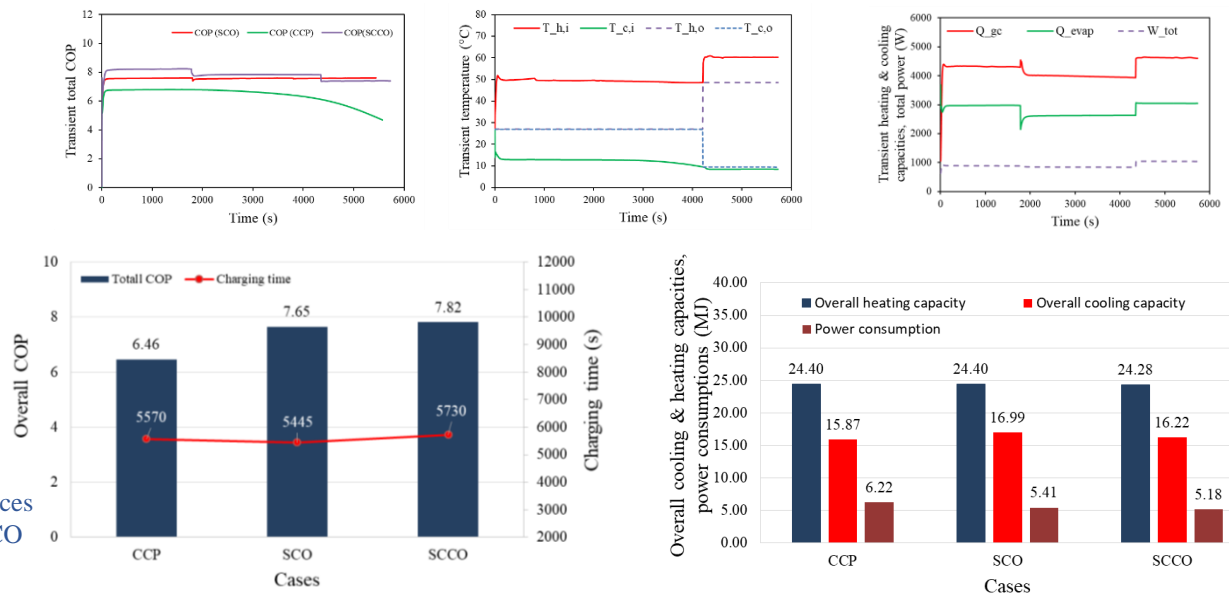 COP (SCO) COP (CCP) COP(SCCO)
Transient total COP
12
10
8
6
4
2
0
0 1000 2000 3000 4000 5000 6000
Time (s)
T_h,i T_c,i T_h,o T_c,o
Transient temperature (°C)
80
70
60
50
40
30
20
10
0
0 1000 2000 3000 4000 5000 6000
Time (s)
Q_gc Q_evap W_tot
Transient heating & cooling
capacities, total power (W)
6000
5000
4000
3000
2000
1000
0
0 1000 2000 3000 4000 5000 6000
Time (s)
Totall COP Charging time
Overall COP
10
8
6
4
2
0
6.46
7.65
7.82
5570
5445
5730
12000
11000
10000
9000
8000
7000
6000
5000
4000
3000
2000
Charging time (s)
CCP SCO SCCO
Cases
ces
CO
Overall cooling & heating capacities,
power consumptions (MJ)
40.00
35.00
30.00
25.00
20.00
15.00
10.00
5.00
0.00
Overall heating capacity Overall cooling capacity
Power consumption
24.40
15.87
6.22
24.40
16.99
5.41
24.28
16.22
5.18
CCP SCO SCCO
Cases